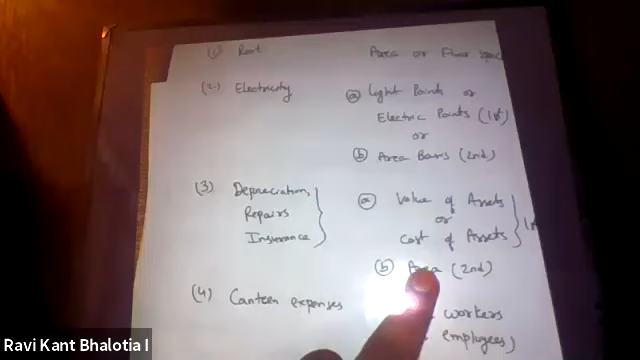 (1) Rent Area or Floor space
(2) Electricity (a) Light Points or
Electric Points (1st)
or
(b) Area Basis (2nd)
(3) Depreciation, (a) Value of Assets
Repairs or
Insurance Cost of Assets 1st
(b) Area (2nd)
(4) Canteen expenses workers
employees)
Ravi Kant Bhalotia I